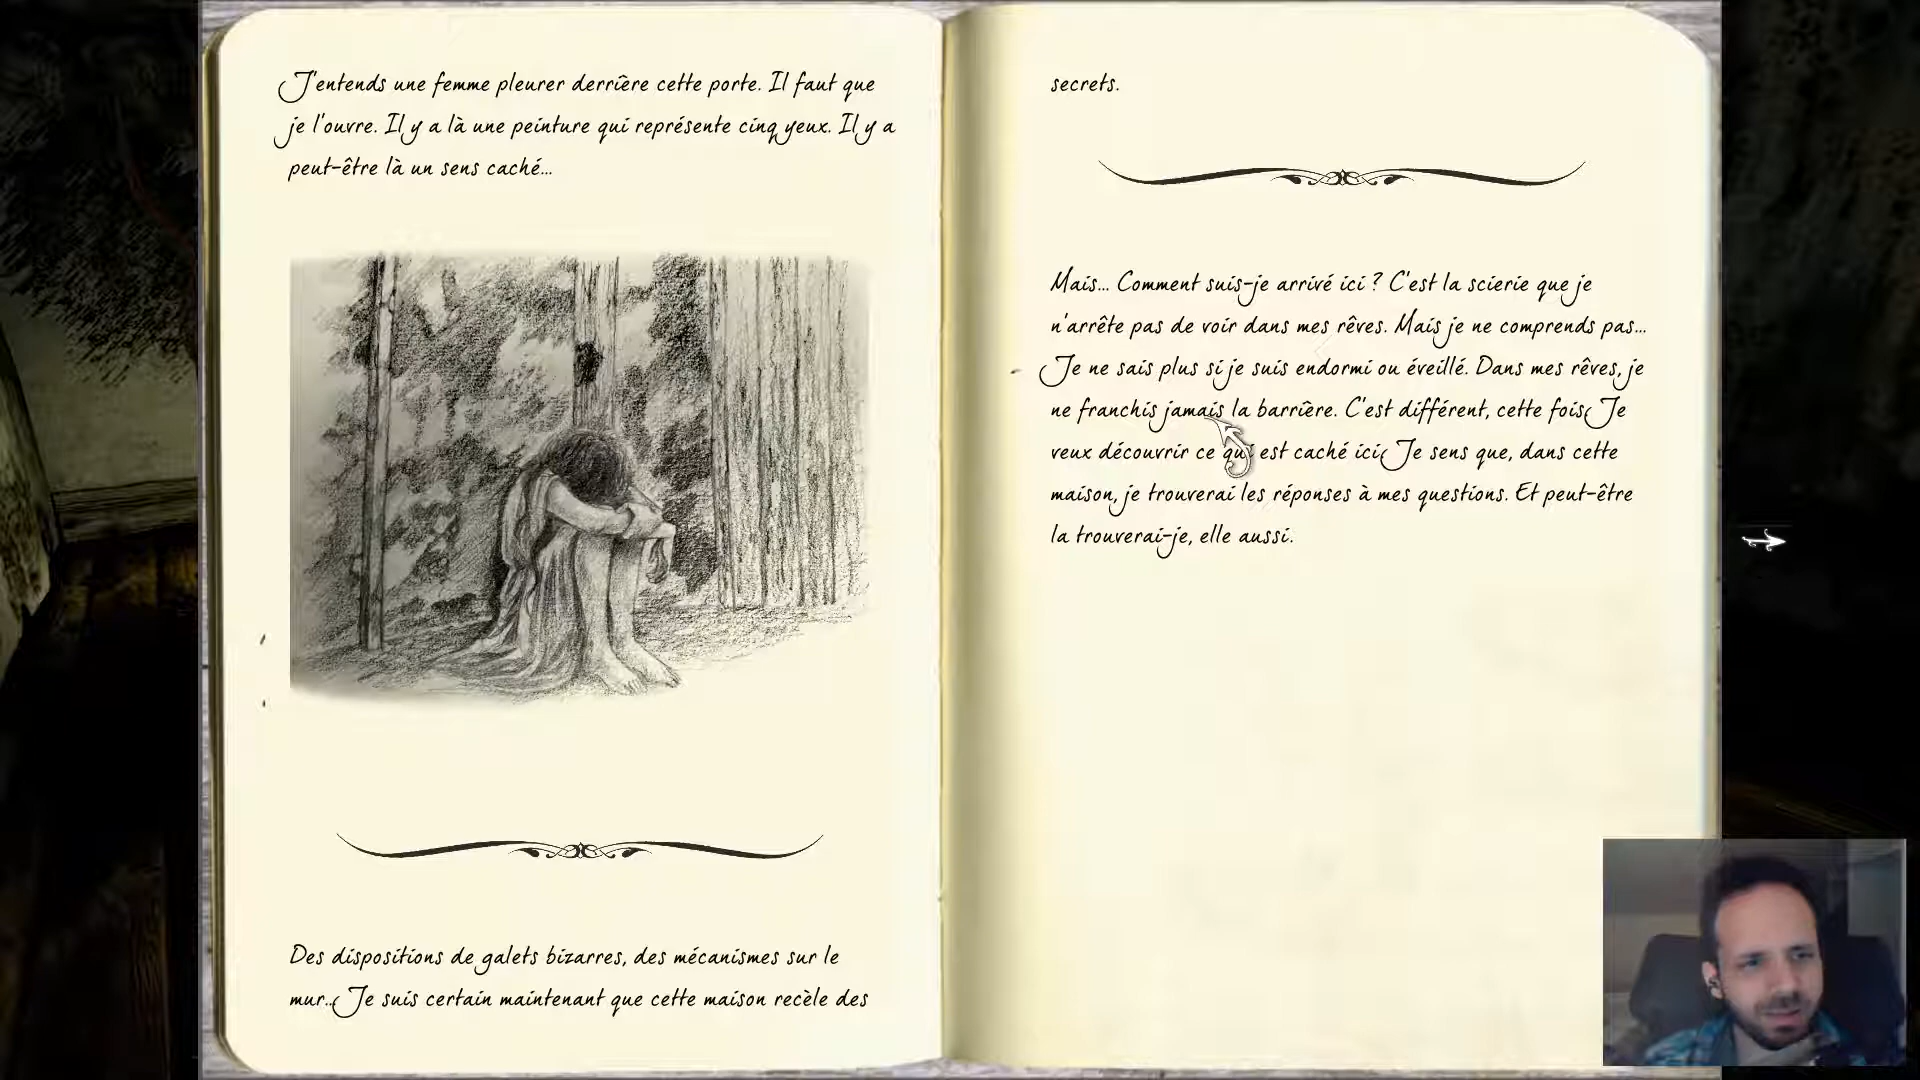 J'entends une femme pleurer derrière cette porte. Il faut que
je l'ouvre. Il y a là une peinture qui représente cinq yeux. Il y a
peut-être là un sens caché...
Des dispositions de galets bizarres, des mécanismes sur le
mur... Je suis certain maintenant que cette maison recèle des
secrets.
Mais... Comment suis-je arrivé ici ? C'est la scierie que je
n'arrête pas de voir dans mes rêves. Mais je ne comprends pas...
Je ne sais plus si je suis endormi ou éveillé. Dans mes rêves, je
ne franchis jamais la barrière. C'est différent, cette fois. Je
veux découvrir ce qui est caché ici. Je sens que, dans cette
maison, je trouverai les réponses à mes questions. Et peut-être
la trouverai-je, elle aussi.